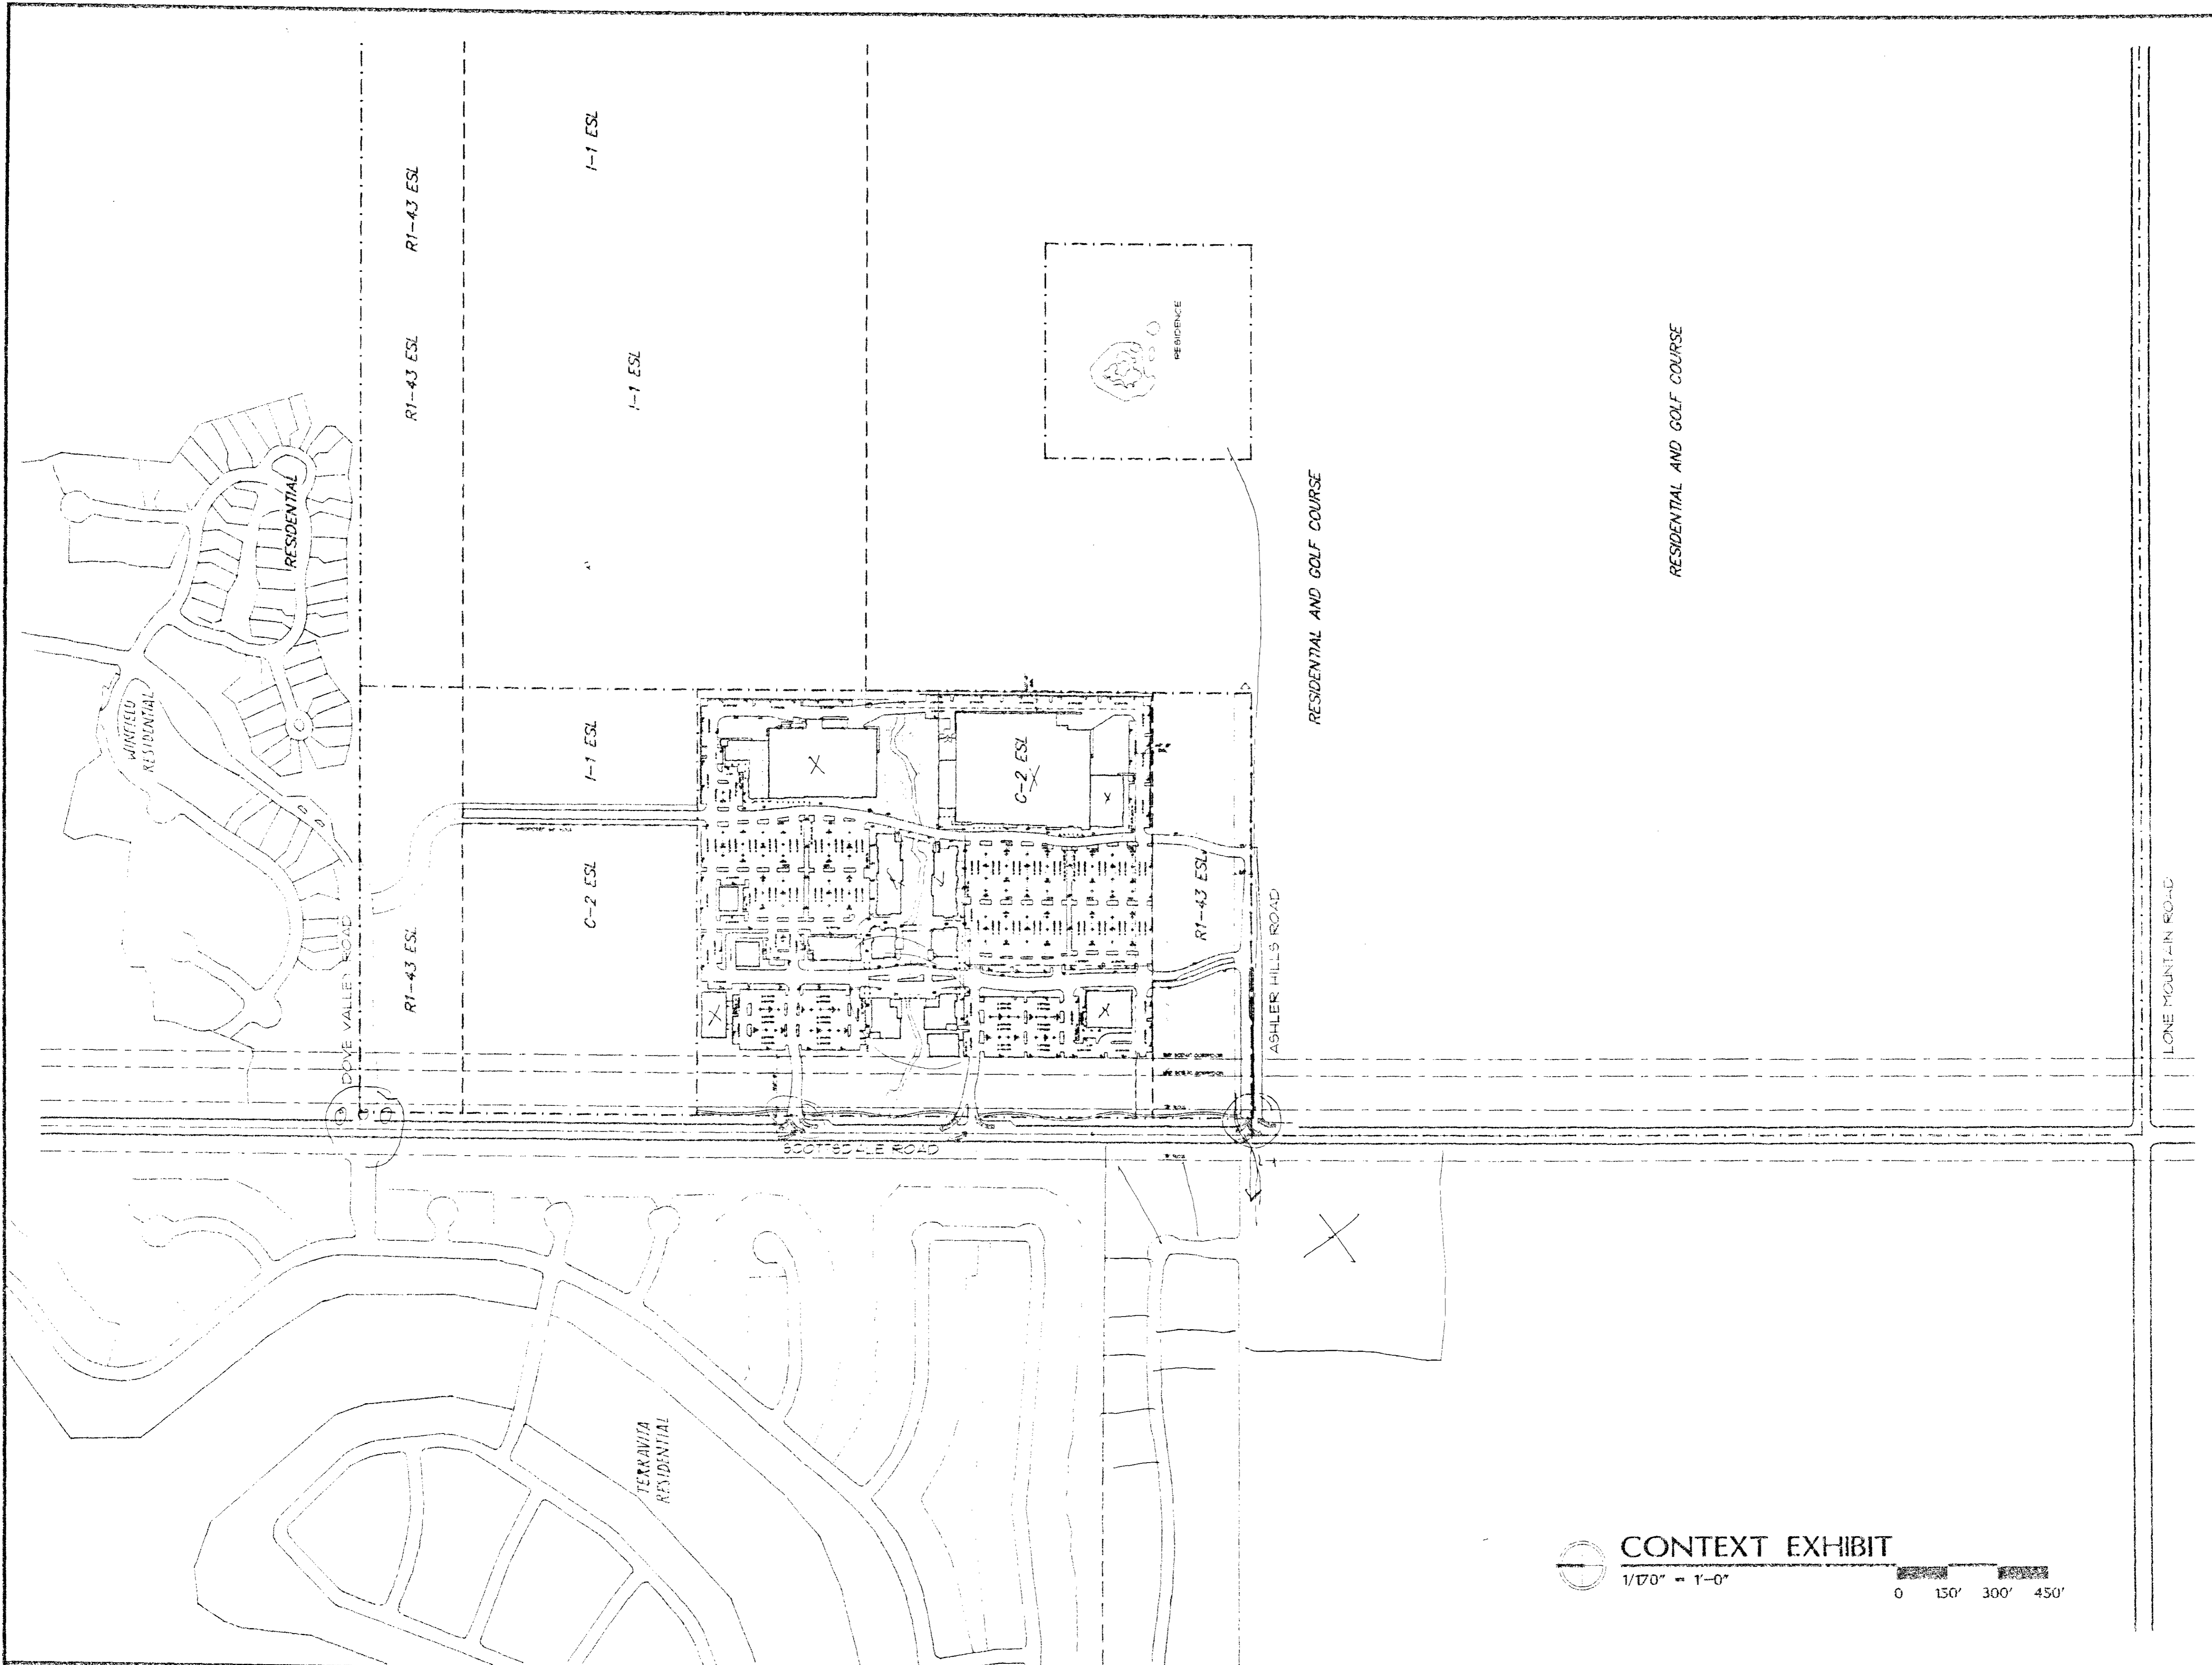 I-1 ESL
R1-43 ESL
R1-43 ESL
I-1 ESL
RESIDENCE
RESIDENTIAL AND GOLF COURSE
RESIDENTIAL AND GOLF COURSE
RESIDENTIAL
WINFIELD
RESIDENTIAL
I-1 ESL
C-2 ESL
C-2 ESL
R1-43 ESL
R1-43 ESL
DOVE VALLEY ROAD
ASHLER HILLS ROAD
LONE MOUNTAIN ROAD
SCOTTSDALE ROAD
TERRAVITA
RESIDENTIAL
CONTEXT EXHIBIT
1/170" = 1'-0"
0 150' 300' 450'